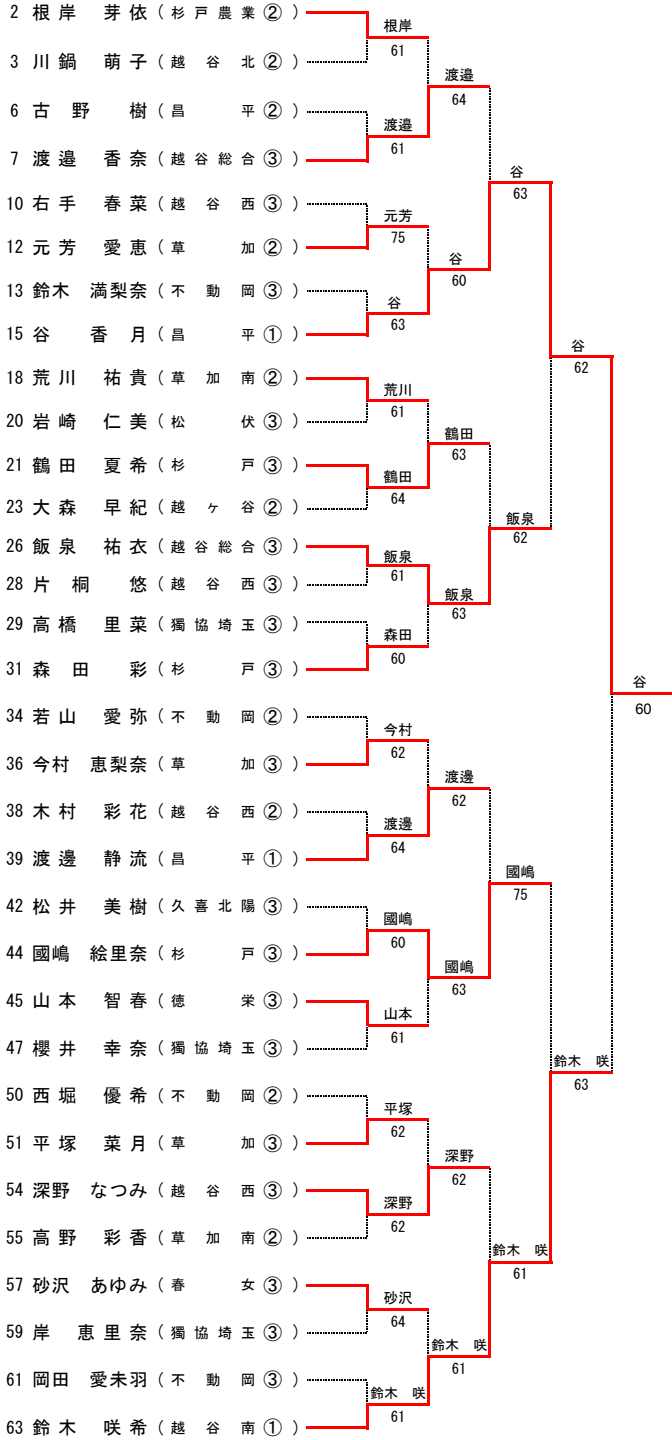 2 根岸 芽依 (杉戸農業 ②)
3 川鍋 萌子 (越谷北 ②)
6 古野 樹 (昌平 ②)
7 渡邉 香奈 (越谷総合 ③)
10 右手 春菜 (越谷西 ③)
12 元芳 愛恵 (草加 ②)
13 鈴木 満梨奈 (不動岡 ③)
15 谷 香月 (昌平 ①)
18 荒川 祐貴 (草加南 ②)
20 岩崎 仁美 (松伏 ③)
21 鶴田 夏希 (杉戸 ③)
23 大森 早紀 (越ヶ谷 ②)
26 飯泉 祐衣 (越谷総合 ③)
28 片桐 悠 (越谷西 ③)
29 高橋 里菜 (獨協埼玉 ③)
31 森田 彩 (杉戸 ③)
34 若山 愛弥 (不動岡 ②)
36 今村 恵梨奈 (草加 ③)
38 木村 彩花 (越谷西 ②)
39 渡邊 静流 (昌平 ①)
42 松井 美樹 (久喜北陽 ③)
44 國嶋 絵里奈 (杉戸 ③)
45 山本 智春 (徳栄 ③)
47 櫻井 幸奈 (獨協埼玉 ③)
50 西堀 優希 (不動岡 ②)
51 平塚 菜月 (草加 ③)
54 深野 なつみ (越谷西 ③)
55 高野 彩香 (草加南 ②)
57 砂沢 あゆみ (春女 ③)
59 岸 恵里奈 (獨協埼玉 ③)
61 岡田 愛未羽 (不動岡 ③)
63 鈴木 咲希 (越谷南 ①)
根岸
61
渡邉
61
元芳
75
谷
63
荒川
61
鶴田
64
飯泉
61
森田
60
今村
62
渡邊
64
國嶋
60
山本
61
平塚
62
深野
62
砂沢
64
鈴木 咲
61
渡邉
64
谷
60
鶴田
63
飯泉
63
渡邊
62
國嶋
63
深野
62
鈴木 咲
61
谷
63
飯泉
62
國嶋
75
鈴木 咲
61
谷
62
鈴木 咲
63
谷
60